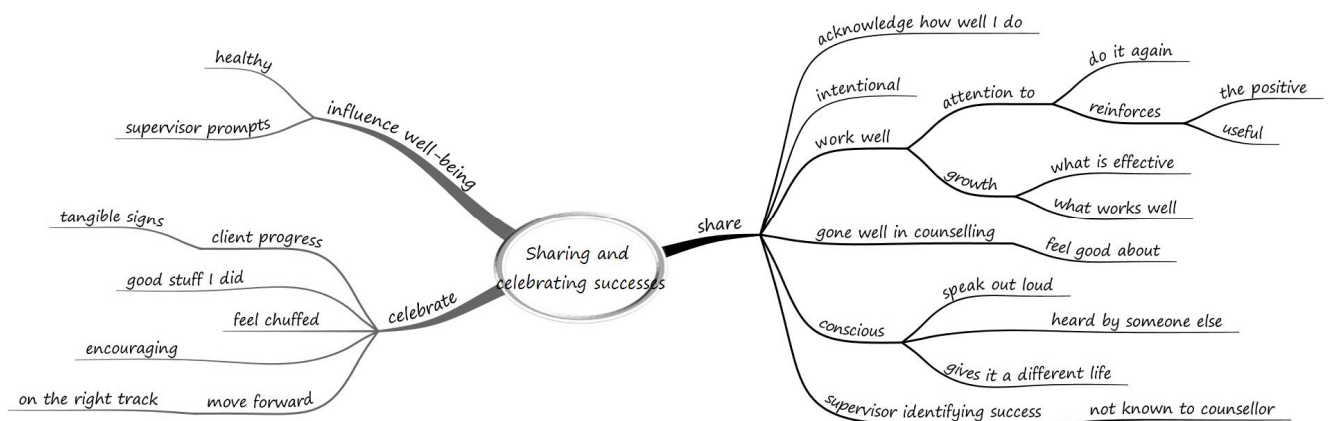 Sharing and
celebrating successes
influence well-being
healthy
supervisor prompts
celebrate
client progress
tangible signs
good stuff I did
feel chuffed
encouraging
move forward
on the right track
share
acknowledge how well I do
intentional
work well
attention to
do it again
reinforces
the positive
useful
growth
what is effective
what works well
gone well in counselling
feel good about
conscious
speak out loud
heard by someone else
gives it a different life
supervisor identifying success
not known to counsellor